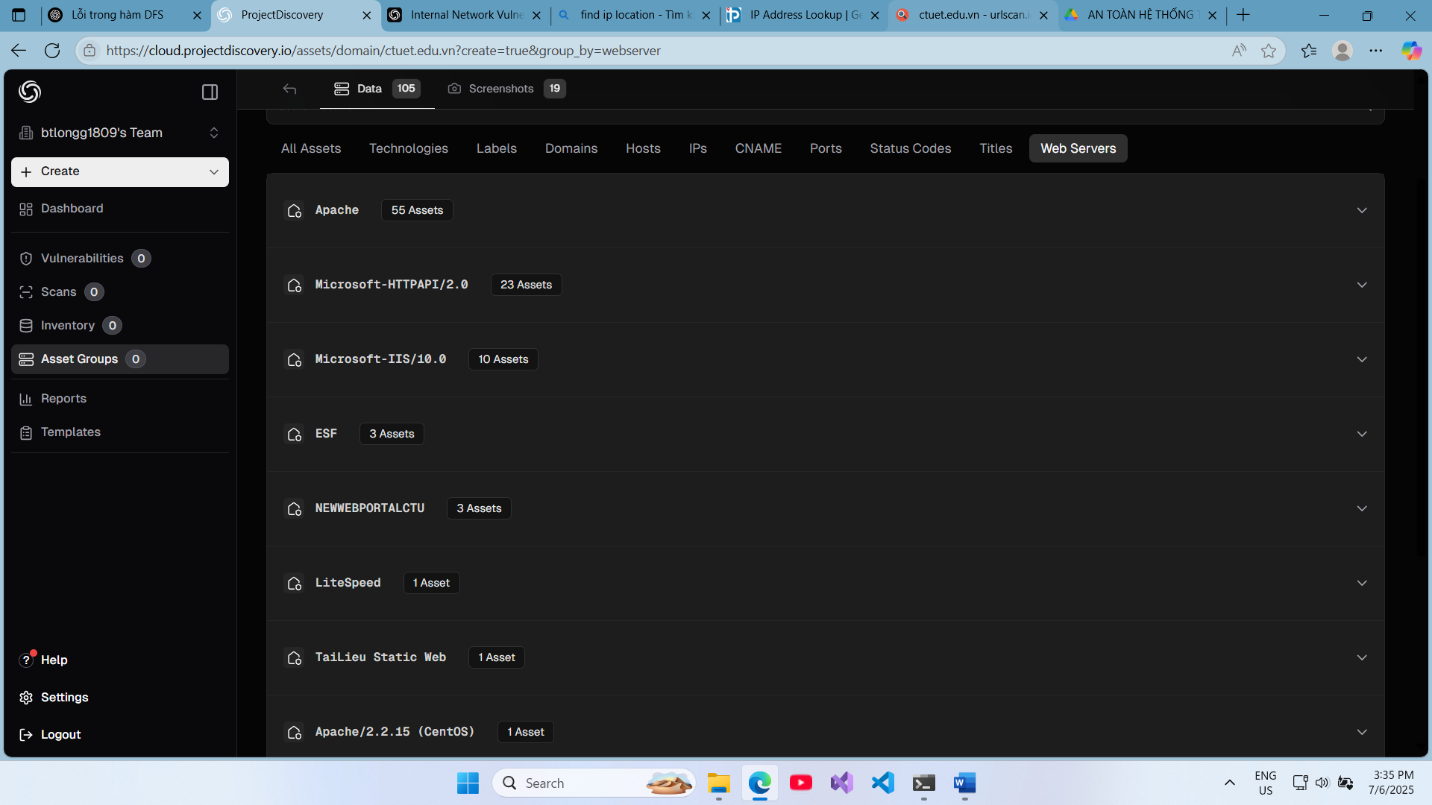 Lỗi trong hàm DFS
ProjectDiscovery
Internal Network Vulne
find ip location - Tìm k
IP Address Lookup | Ge
ctuet.edu.vn - urlscan.i
AN TOÀN HỆ THỐNG T
https://cloud.projectdiscovery.io/assets/domain/ctuet.edu.vn?create=true&group_by=webserver
btlongg1809's Team
Create
Dashboard
Vulnerabilities 0
Scans 0
Inventory 0
Asset Groups 0
Reports
Templates
Help
Settings
Logout
Data 105 Screenshots 19
All Assets Technologies Labels Domains Hosts IPs CNAME Ports Status Codes Titles Web Servers
Apache 55 Assets
Microsoft-HTTPAPI/2.0 23 Assets
Microsoft-IIS/10.0 10 Assets
ESF 3 Assets
NEWWEBPORTALCTU 3 Assets
LiteSpeed 1 Asset
TaiLieu Static Web 1 Asset
Apache/2.2.15 (CentOS) 1 Asset
Search
ENG
US
3:35 PM
7/6/2025